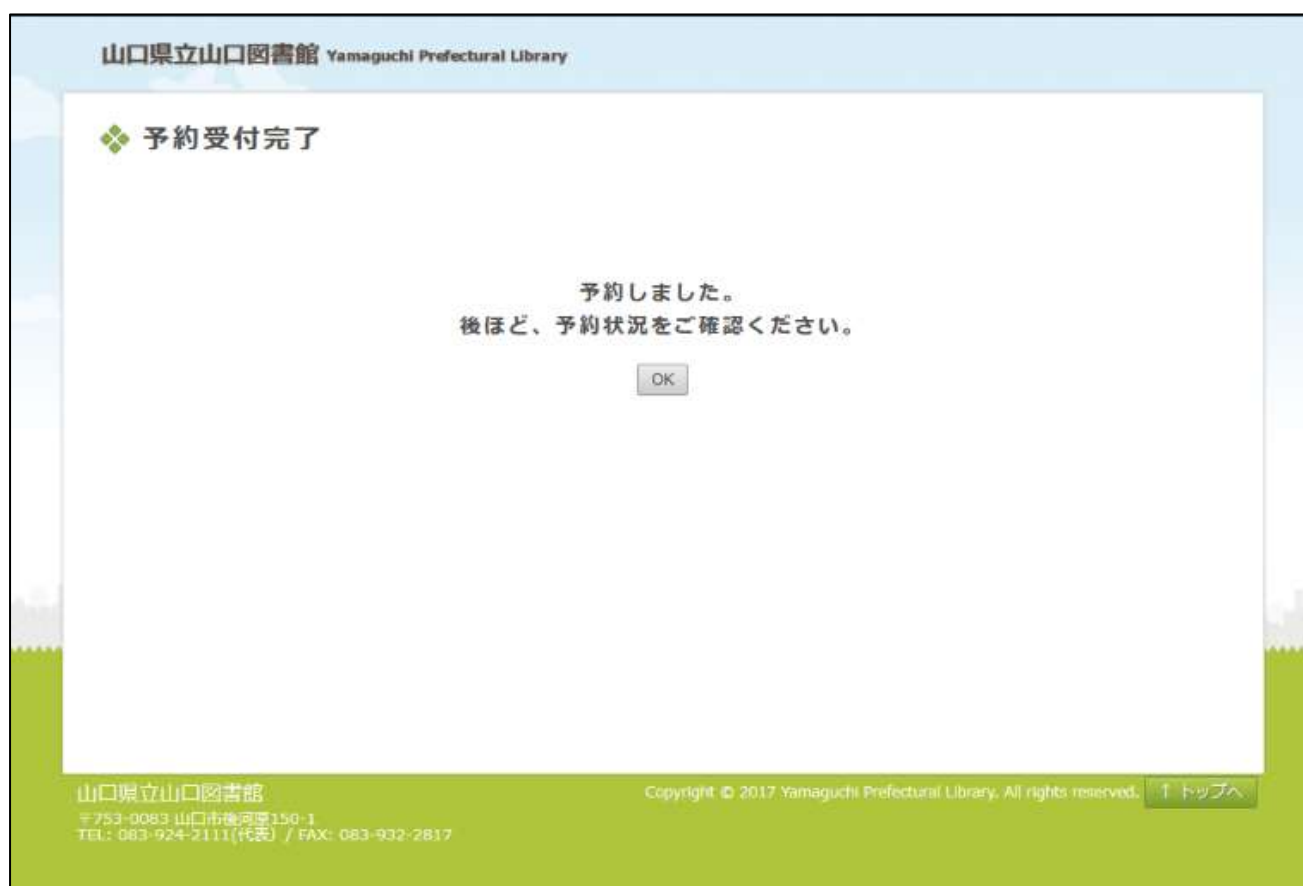 山口県立山口図書館 Yamaguchi Prefectural Library
予約受付完了
予約しました。
後ほど、予約状況をご確認ください。
OK
山口県立山口図書館
Copyright © 2017 Yamaguchi Prefectural Library. All rights reserved.
↑ トップへ
〒753-0083 山口市後河原150-1
TEL: 083-924-2111(代表) / FAX: 083-932-2817